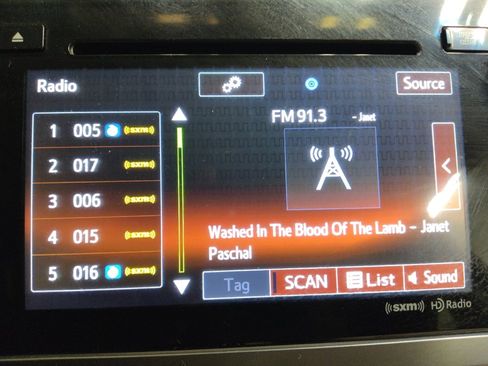 Radio
Source
FM 91.3 - Janet
1 005 ((sxm))
2 017 ((sxm))
3 006 ((sxm))
4 015 ((sxm))
5 016 ((sxm))
Washed In The Blood Of The Lamb - Janet
Paschal
Tag SCAN List Sound
((sxm)) HD Radio